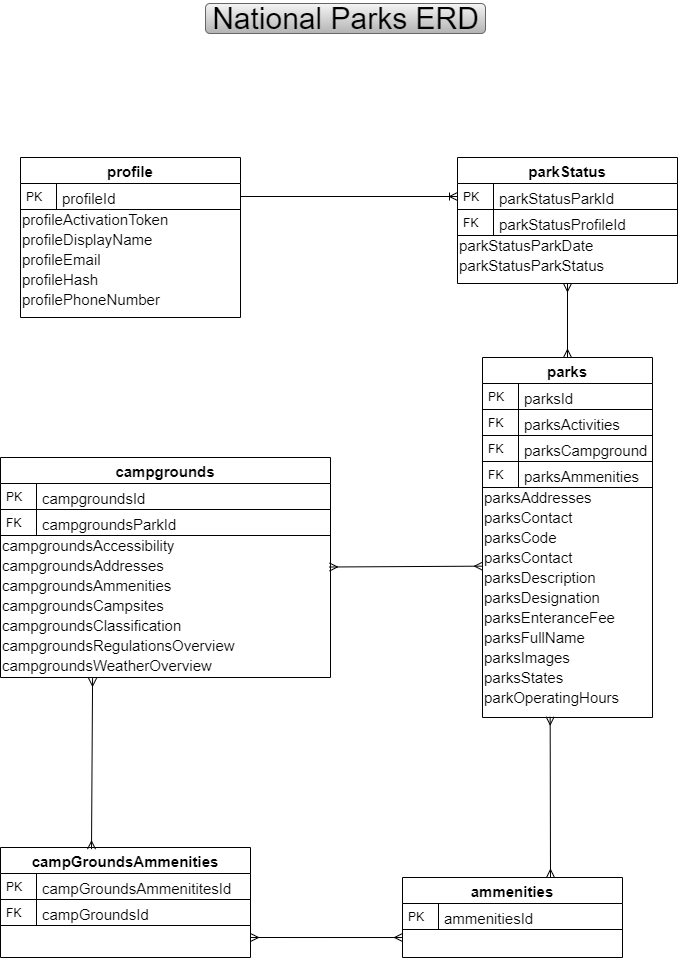 National Parks ERD
profile
PK profileId
profileActivationToken
profileDisplayName
profileEmail
profileHash
profilePhoneNumber
parkStatus
PK parkStatusParkId
FK parkStatusProfileId
parkStatusParkDate
parkStatusParkStatus
parks
PK parksId
FK parksActivities
FK parksCampground
FK parksAmmenities
parksAddresses
parksContact
parksCode
parksContact
parksDescription
parksDesignation
parksEnteranceFee
parksFullName
parksImages
parksStates
parkOperatingHours
campgrounds
PK campgroundsId
FK campgroundsParkId
campgroundsAccessibility
campgroundsAddresses
campgroundsAmmenities
campgroundsCampsites
campgroundsClassification
campgroundsRegulationsOverview
campgroundsWeatherOverview
campGroundsAmmenities
PK campGroundsAmmenititesId
FK campGroundsId
ammenities
PK ammenitiesId